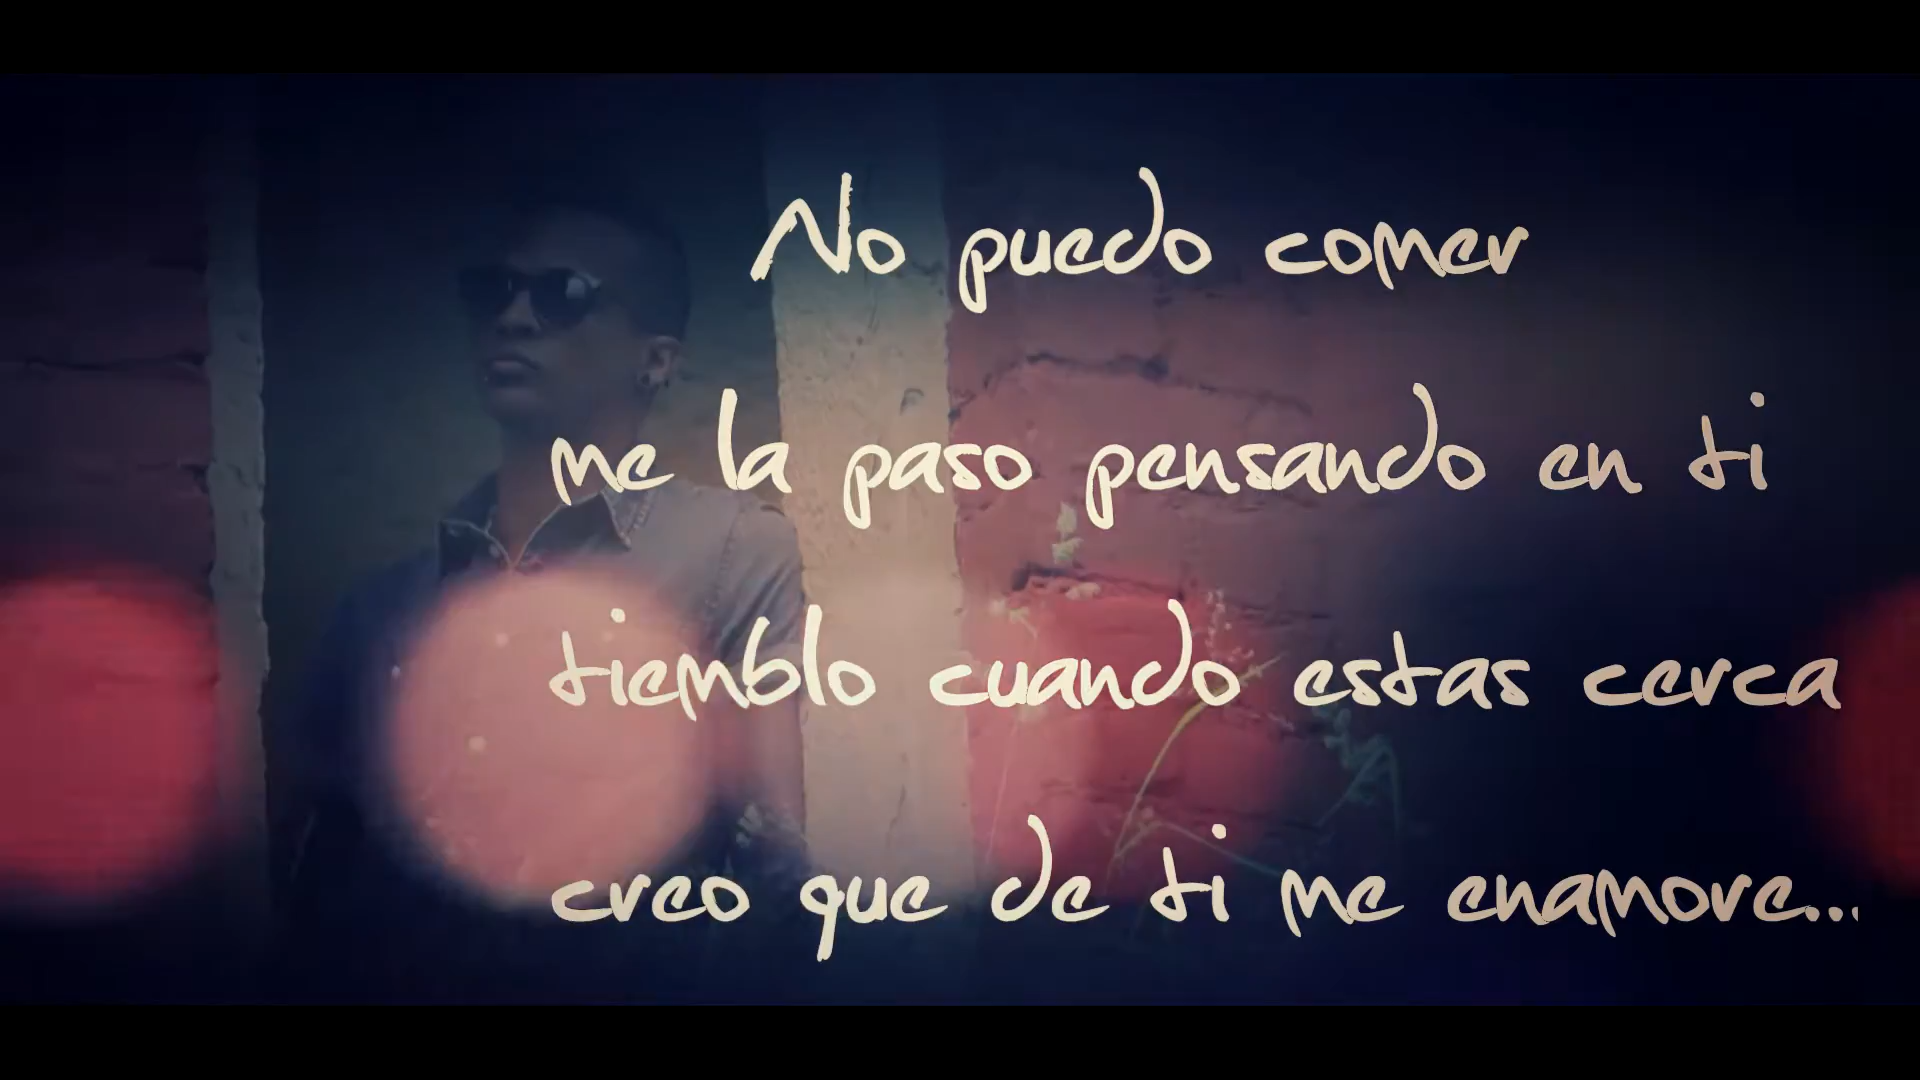 No puedo comer
me la paso pensando en ti
tiemblo cuando estas cerca
creo que de ti me enamore...